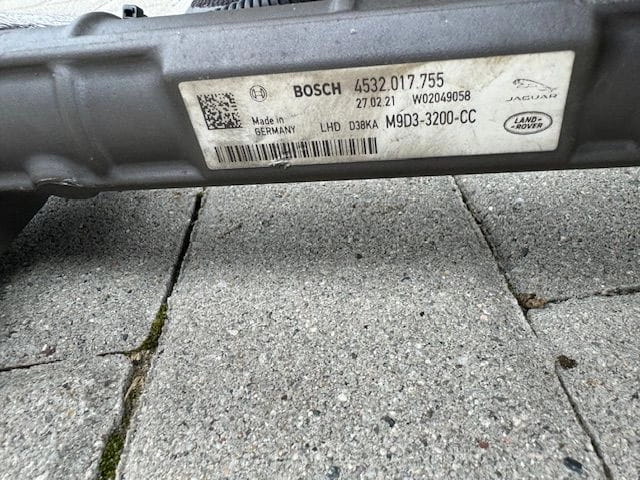 BOSCH 4532.017.755
27.02.21 W02049058
JAGUAR
Made in
GERMANY LHD D38KA M9D3-3200-CC
LAND-
ROVER